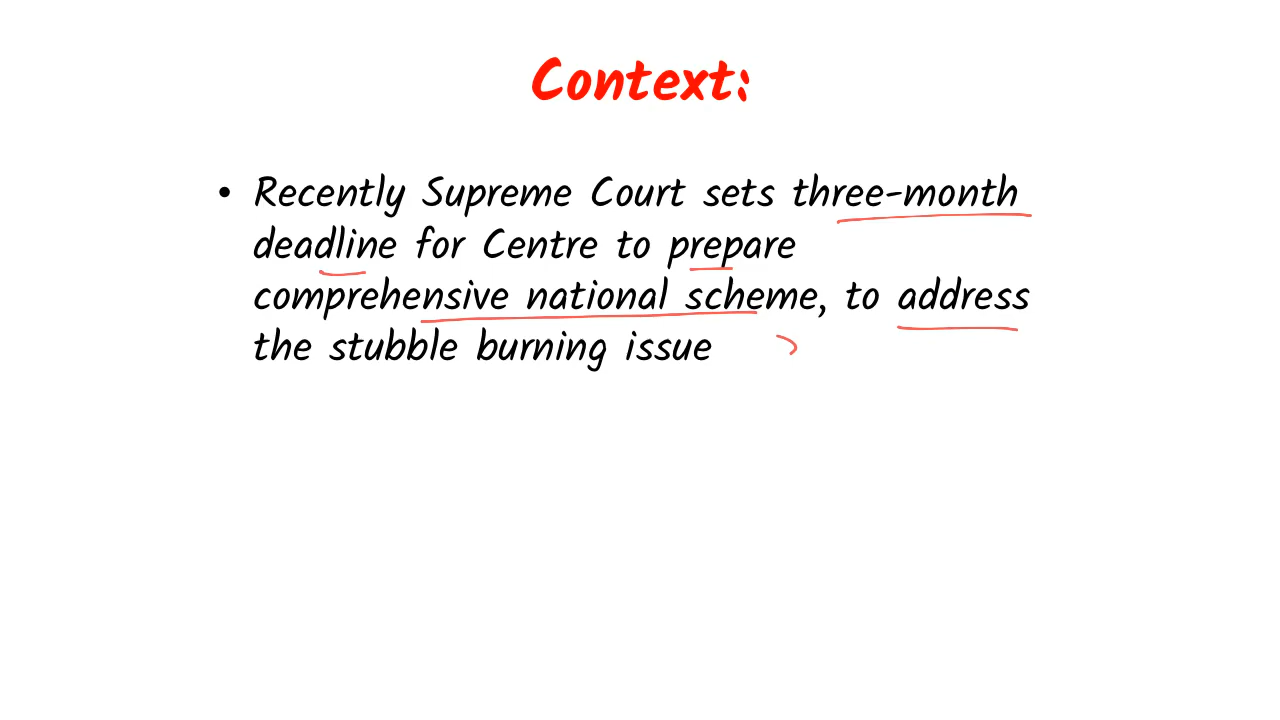 Context:
• Recently Supreme Court sets three-month
deadline for Centre to prepare
comprehensive national scheme, to address
the stubble burning issue